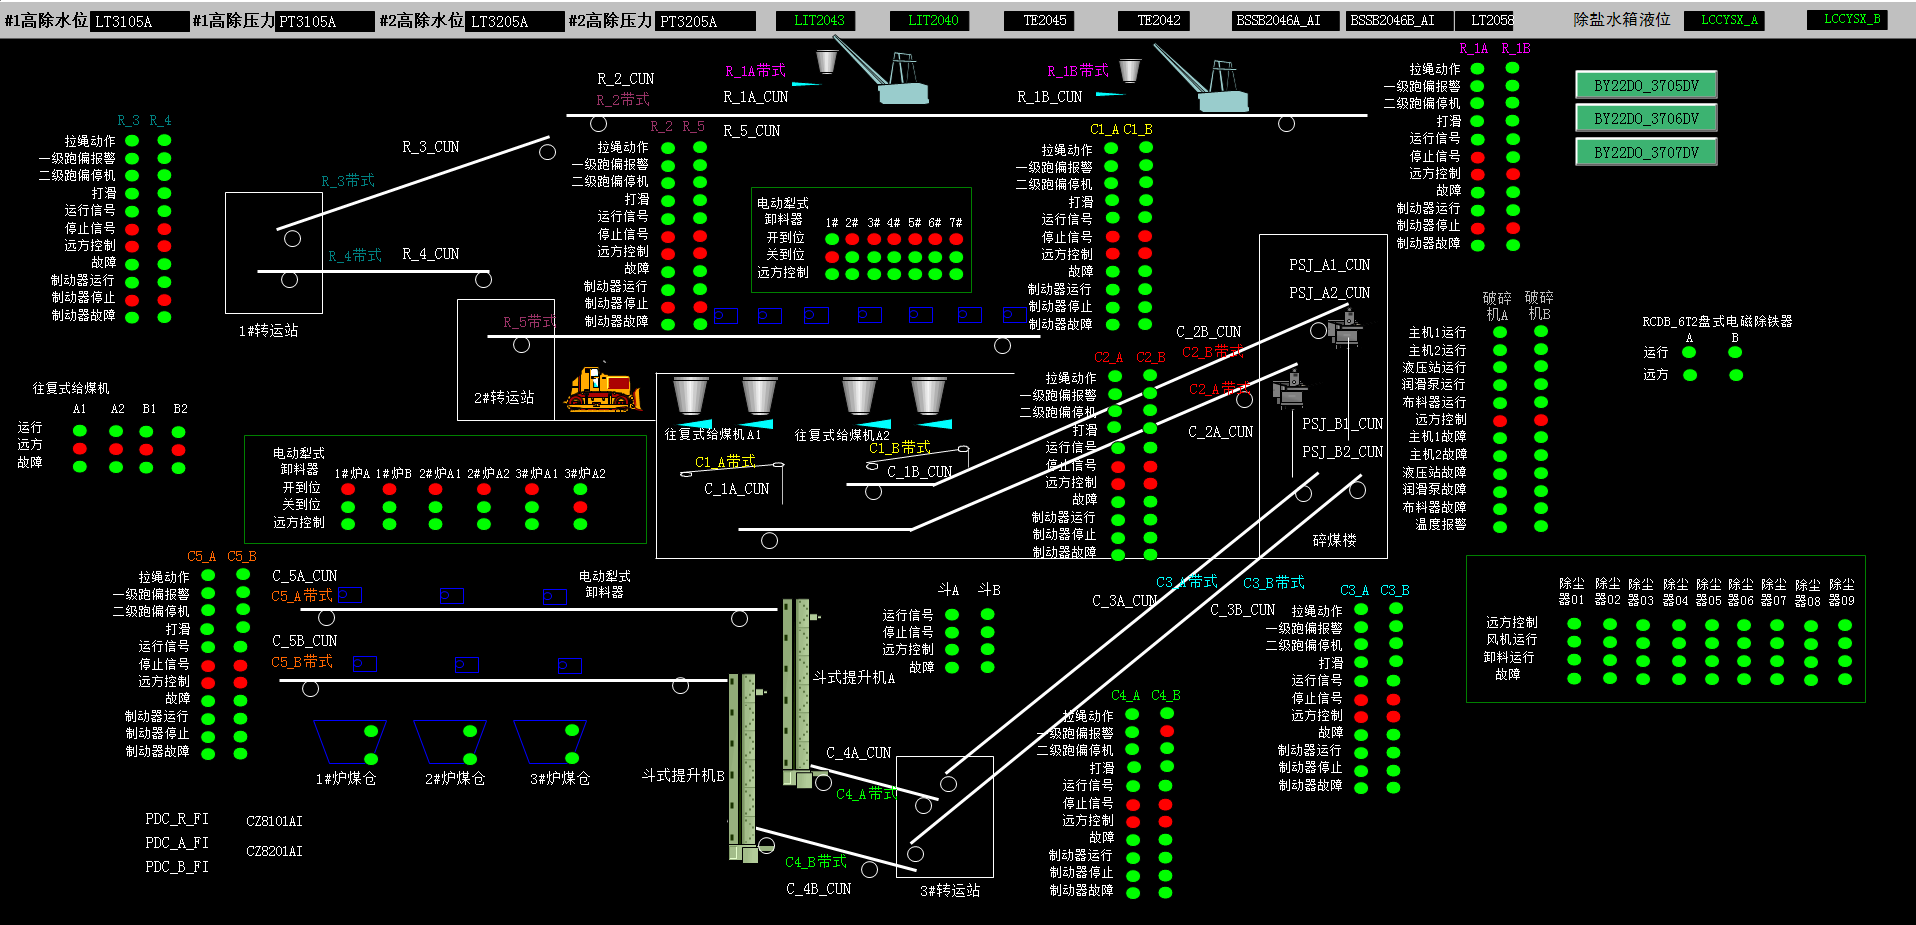 #1高除水位 LT3105A #1高除压力 PT3105A #2高除水位 LT3205A #2高除压力 PT3205A LIT2043 LIT2040 TE2045 TE2042 BSSB2046A_AI BSSB2046B_AI LT2058 除盐水箱液位 LCCYSX_A LCCYSX_B
R_3 R_4
拉绳动作
一级跑偏报警
二级跑偏停机
打滑
运行信号
停止信号
远方控制
故障
制动器运行
制动器停止
制动器故障
R_3_CUN
R_3带式
R_4带式
R_4_CUN
1#转运站
R_2_CUN
R_2带式
R_1A带式
R_1A_CUN
R_5_CUN
R_1B带式
R_1B_CUN
R_2 R_5
拉绳动作
一级跑偏报警
二级跑偏停机
打滑
运行信号
停止信号
远方控制
故障
制动器运行
制动器停止
制动器故障
电动犁式
卸料器
1# 2# 3# 4# 5# 6# 7#
开到位
关到位
远方控制
C1_A C1_B
拉绳动作
一级跑偏报警
二级跑偏停机
打滑
运行信号
停止信号
远方控制
故障
制动器运行
制动器停止
制动器故障
R_1A R_1B
拉绳动作
一级跑偏报警
二级跑偏停机
打滑
运行信号
停止信号
远方控制
故障
制动器运行
制动器停止
制动器故障
BY22DO_3705DV
BY22DO_3706DV
BY22DO_3707DV
R_5带式
2#转运站
往复式给煤机
A1 A2 B1 B2
运行
远方
故障
电动犁式
卸料器
1#炉A 1#炉B 2#炉A1 2#炉A2 3#炉A1 3#炉A2
开到位
关到位
远方控制
往复式给煤机A1
往复式给煤机A2
C1_A带式
C_1A_CUN
C1_B带式
C_1B_CUN
C2_A C2_B
拉绳动作
一级跑偏报警
二级跑偏停机
打滑
运行信号
停止信号
远方控制
故障
制动器运行
制动器停止
制动器故障
C_2B_CUN
C2_B带式
C2_A带式
C_2A_CUN
PSJ_A1_CUN
PSJ_A2_CUN
PSJ_B1_CUN
PSJ_B2_CUN
碎煤楼
破碎机A
破碎机B
主机1运行
主机2运行
液压站运行
润滑泵运行
布料器运行
远方控制
主机1故障
主机2故障
液压站故障
润滑泵故障
布料器故障
温度报警
RCDB_6T2盘式电磁除铁器
A B
运行
远方
C5_A C5_B
拉绳动作
一级跑偏报警
二级跑偏停机
打滑
运行信号
停止信号
远方控制
故障
制动器运行
制动器停止
制动器故障
C_5A_CUN
C5_A带式
C_5B_CUN
C5_B带式
电动犁式
卸料器
1#炉煤仓 2#炉煤仓 3#炉煤仓
斗式提升机A
斗式提升机B
斗A 斗B
运行信号
停止信号
远方控制
故障
C_3A_CUN
C3_A带式
C3_B带式
C_3B_CUN
C3_A C3_B
拉绳动作
一级跑偏报警
二级跑偏停机
打滑
运行信号
停止信号
远方控制
故障
制动器运行
制动器停止
制动器故障
除尘器01 除尘器02 除尘器03 除尘器04 除尘器05 除尘器06 除尘器07 除尘器08 除尘器09
远方控制
风机运行
卸料运行
故障
C4_A C4_B
拉绳动作
一级跑偏报警
二级跑偏停机
打滑
运行信号
停止信号
远方控制
故障
制动器运行
制动器停止
制动器故障
C_4A_CUN
C4_A带式
C4_B带式
C_4B_CUN
3#转运站
PDC_R_FI
PDC_A_FI
PDC_B_FI
CZ8101AI
CZ8201AI